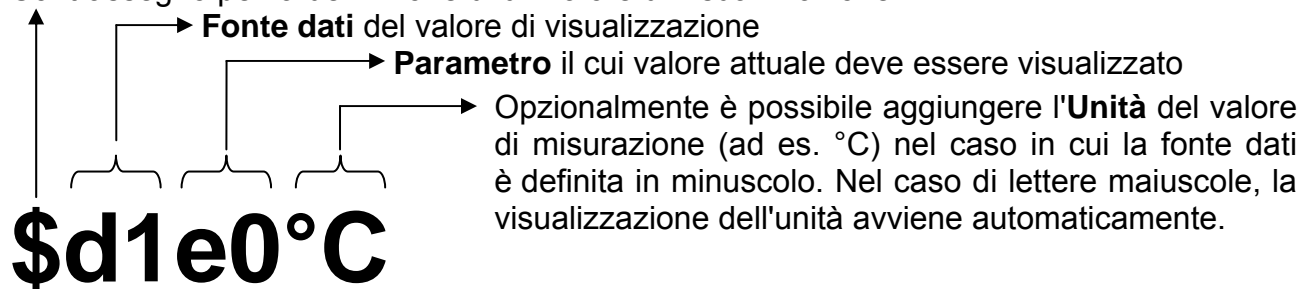 Fonte dati del valore di visualizzazione
Parametro il cui valore attuale deve essere visualizzato
Opzionalmente è possibile aggiungere l'Unità del valore
di misurazione (ad es. °C) nel caso in cui la fonte dati
è definita in minuscolo. Nel caso di lettere maiuscole, la
visualizzazione dell'unità avviene automaticamente.
$d1e0°C